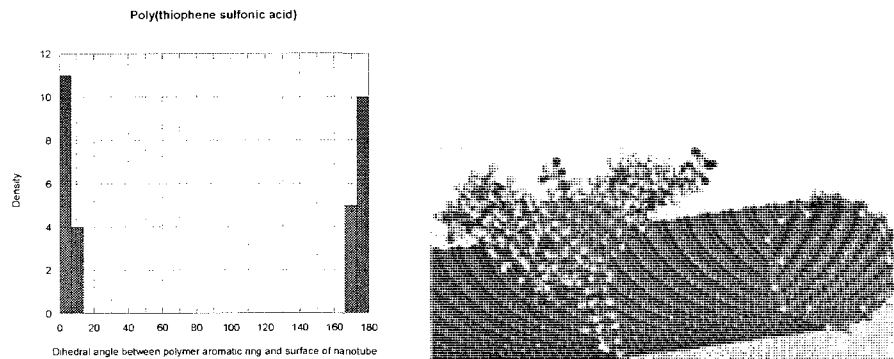 Poly(thiophene sulfonic acid)
12
10
8
6
4
2
0
Density
0 20 40 60 80 100 120 140 160 180
Dihedral angle between polymer aromatic ring and surface of nanotube